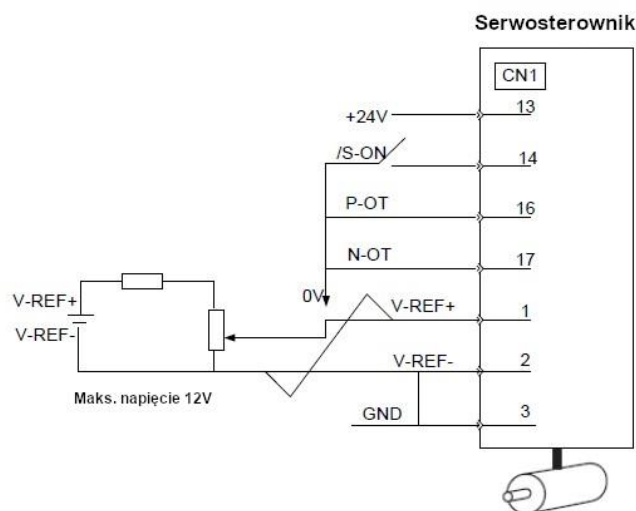 Serwosterownik
CN1
+24V
13
/S-ON
14
P-OT
16
N-OT
17
0V
V-REF+
1
V-REF+
V-REF-
V-REF-
2
Maks. napięcie 12V
GND
3